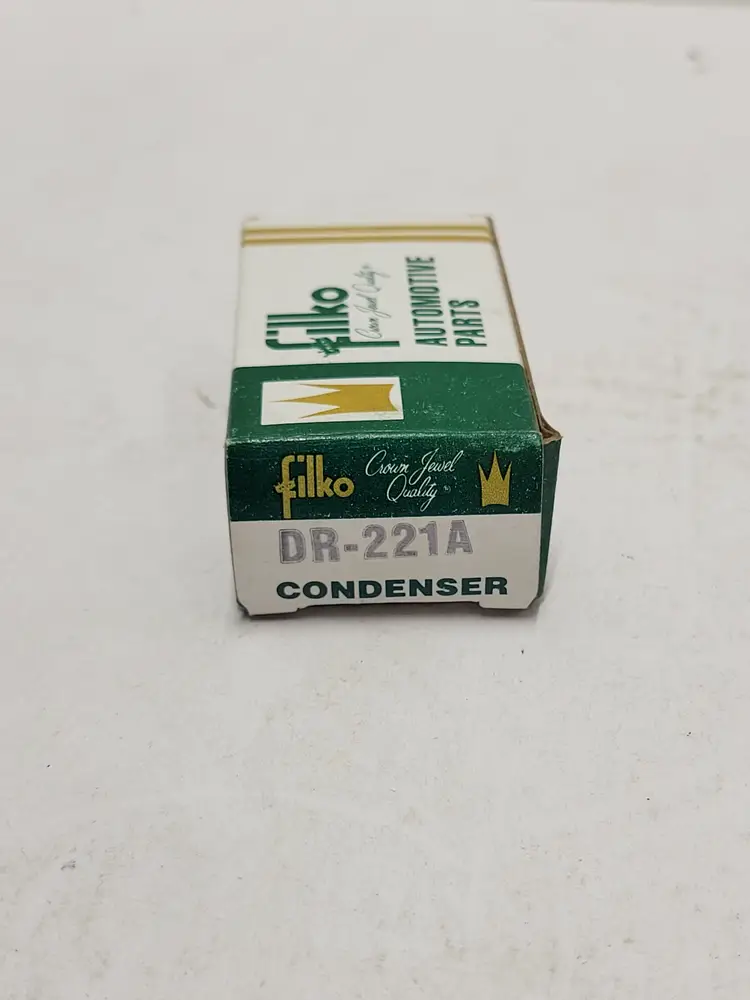 filko
Crown Jewel Quality
AUTOMOTIVE
PARTS
filko
Crown Jewel
Quality
DR-221A
CONDENSER